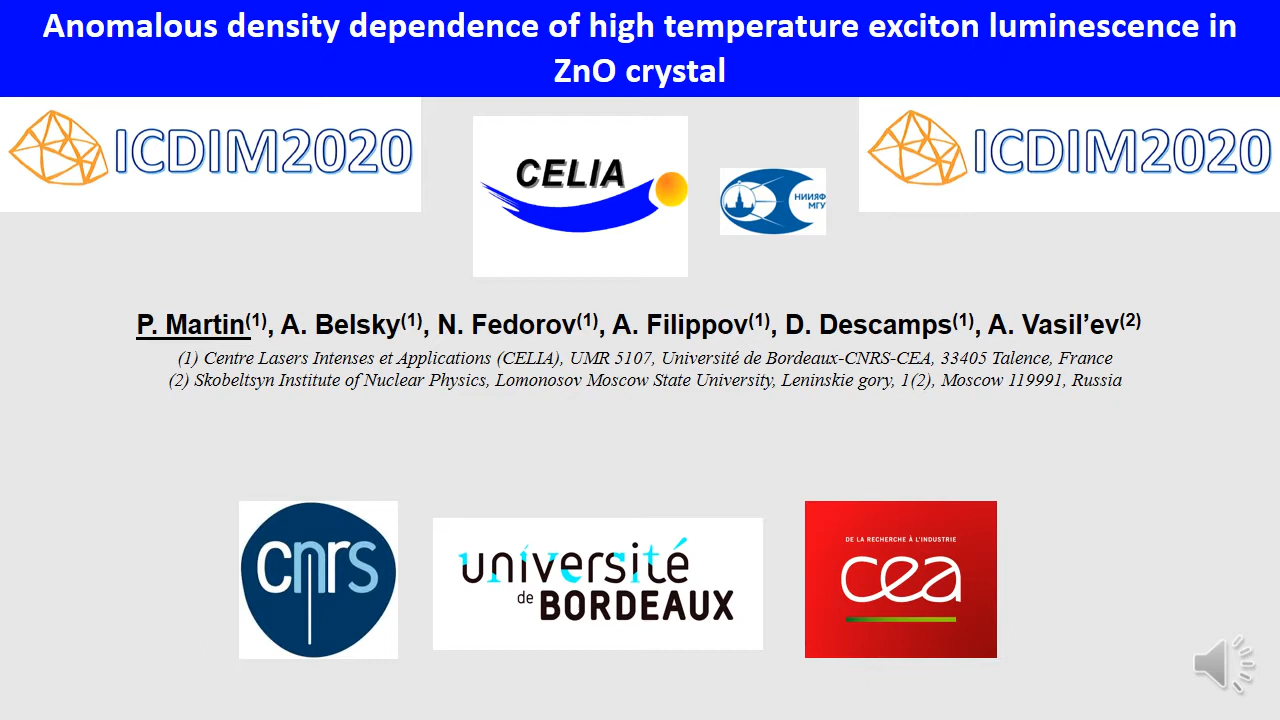 Anomalous density dependence of high temperature exciton luminescence in
ZnO crystal
ICDIM2020
CELIA
НИИЯФ
МГУ
ICDIM2020
P. Martin(1), A. Belsky(1), N. Fedorov(1), A. Filippov(1), D. Descamps(1), A. Vasil’ev(2)
(1) Centre Lasers Intenses et Applications (CELIA), UMR 5107, Université de Bordeaux-CNRS-CEA, 33405 Talence, France
(2) Skobeltsyn Institute of Nuclear Physics, Lomonosov Moscow State University, Leninskie gory, 1(2), Moscow 119991, Russia
cnrs
université
de BORDEAUX
DE LA RECHERCHE À L'INDUSTRIE
cea